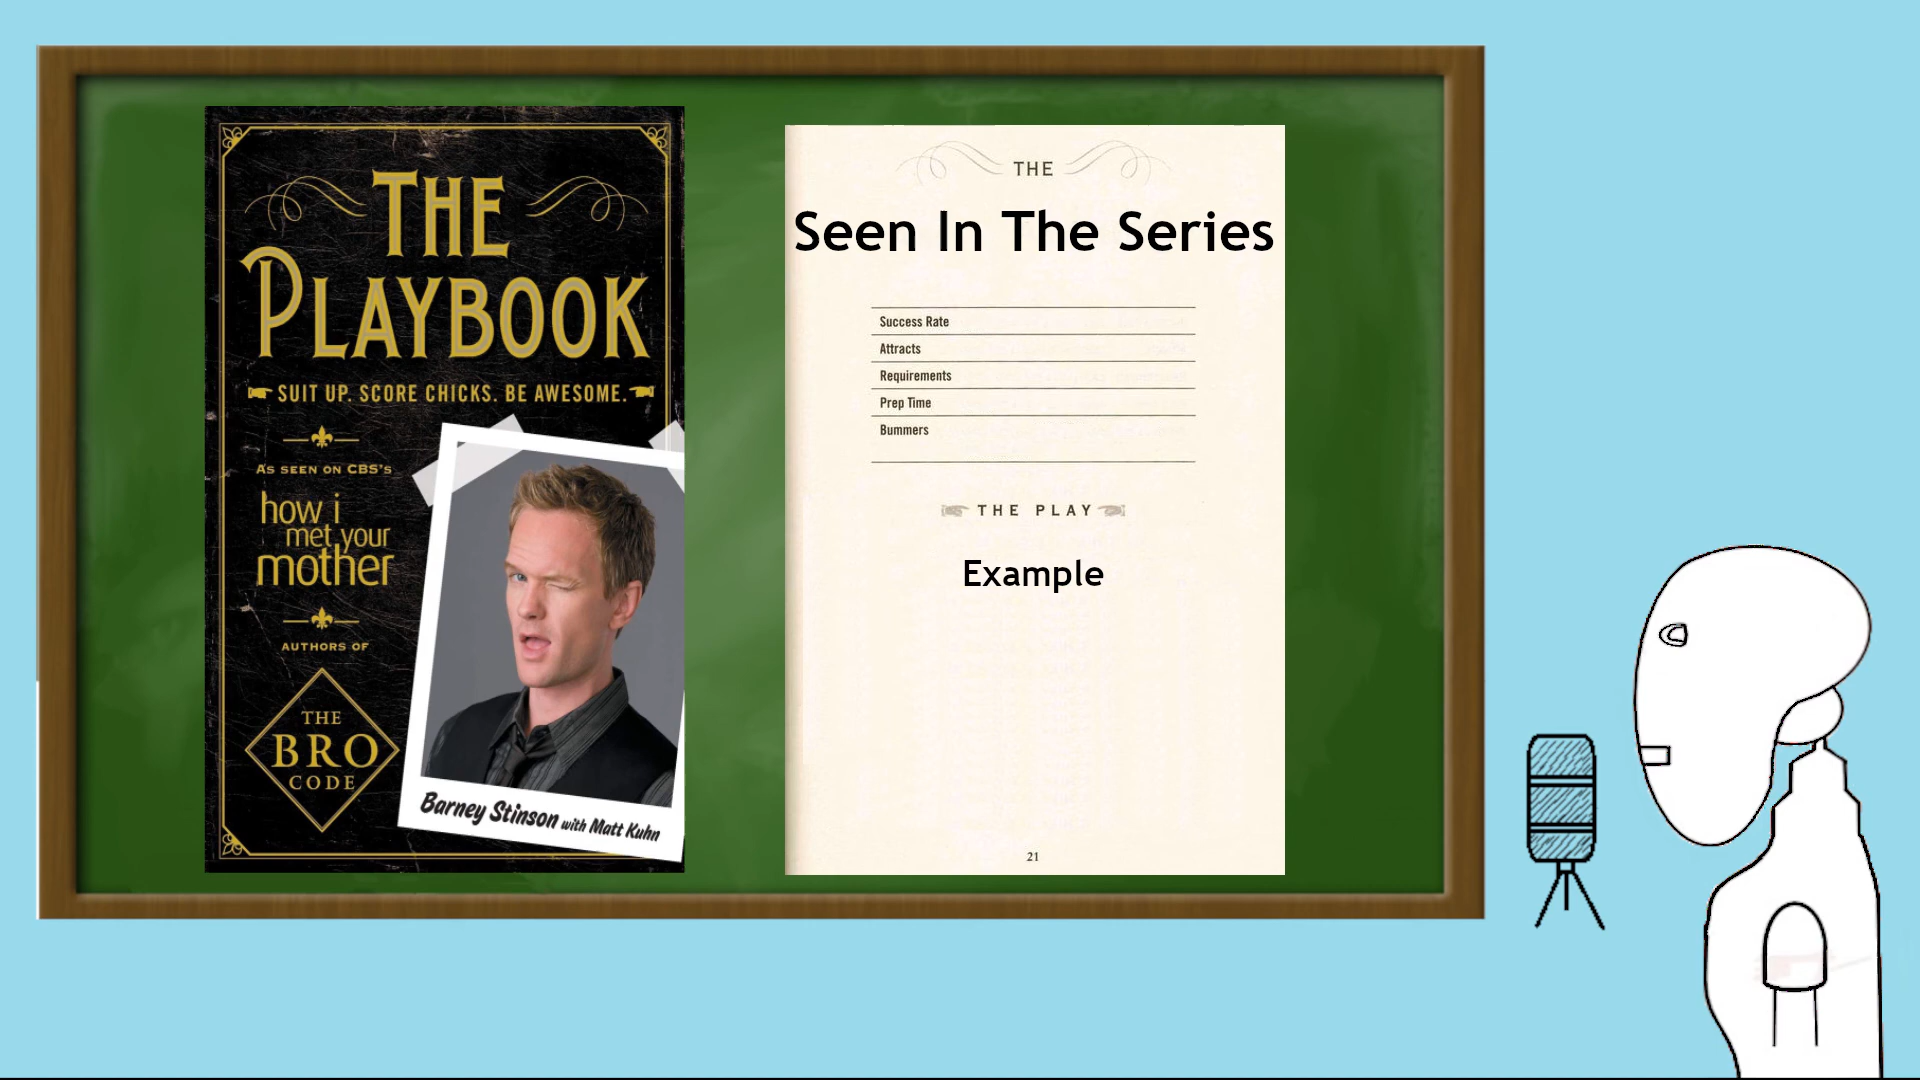 THE
PLAYBOOK
SUIT UP. SCORE CHICKS. BE AWESOME.
AS SEEN ON CBS's
how i
met your
mother
AUTHORS OF
THE
BRO
CODE
Barney Stinson with Matt Kuhn
THE
Seen In The Series
Success Rate
Attracts
Requirements
Prep Time
Bummers
THE PLAY
Example
21